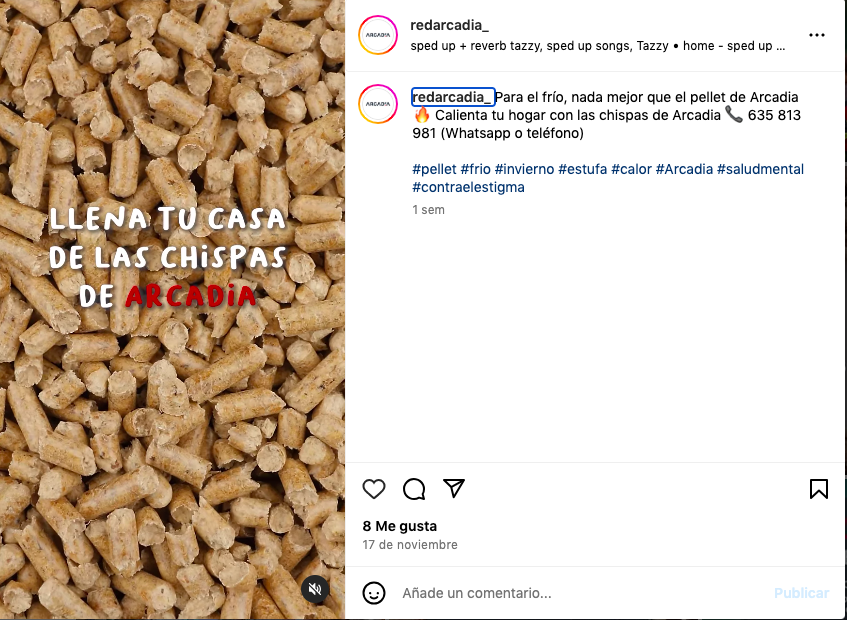 LLENA TU CASA
DE LAS CHiSPAS
DE ARCADiA
ARCADIA
redarcadia_
sped up + reverb tazzy, sped up songs, Tazzy • home - sped up ...
ARCADIA
redarcadia_ Para el frío, nada mejor que el pellet de Arcadia
🔥 Calienta tu hogar con las chispas de Arcadia 📞 635 813
981 (Whatsapp o teléfono)
#pellet #frio #invierno #estufa #calor #Arcadia #saludmental
#contraelestigma
1 sem
8 Me gusta
17 de noviembre
Añade un comentario...
Publicar